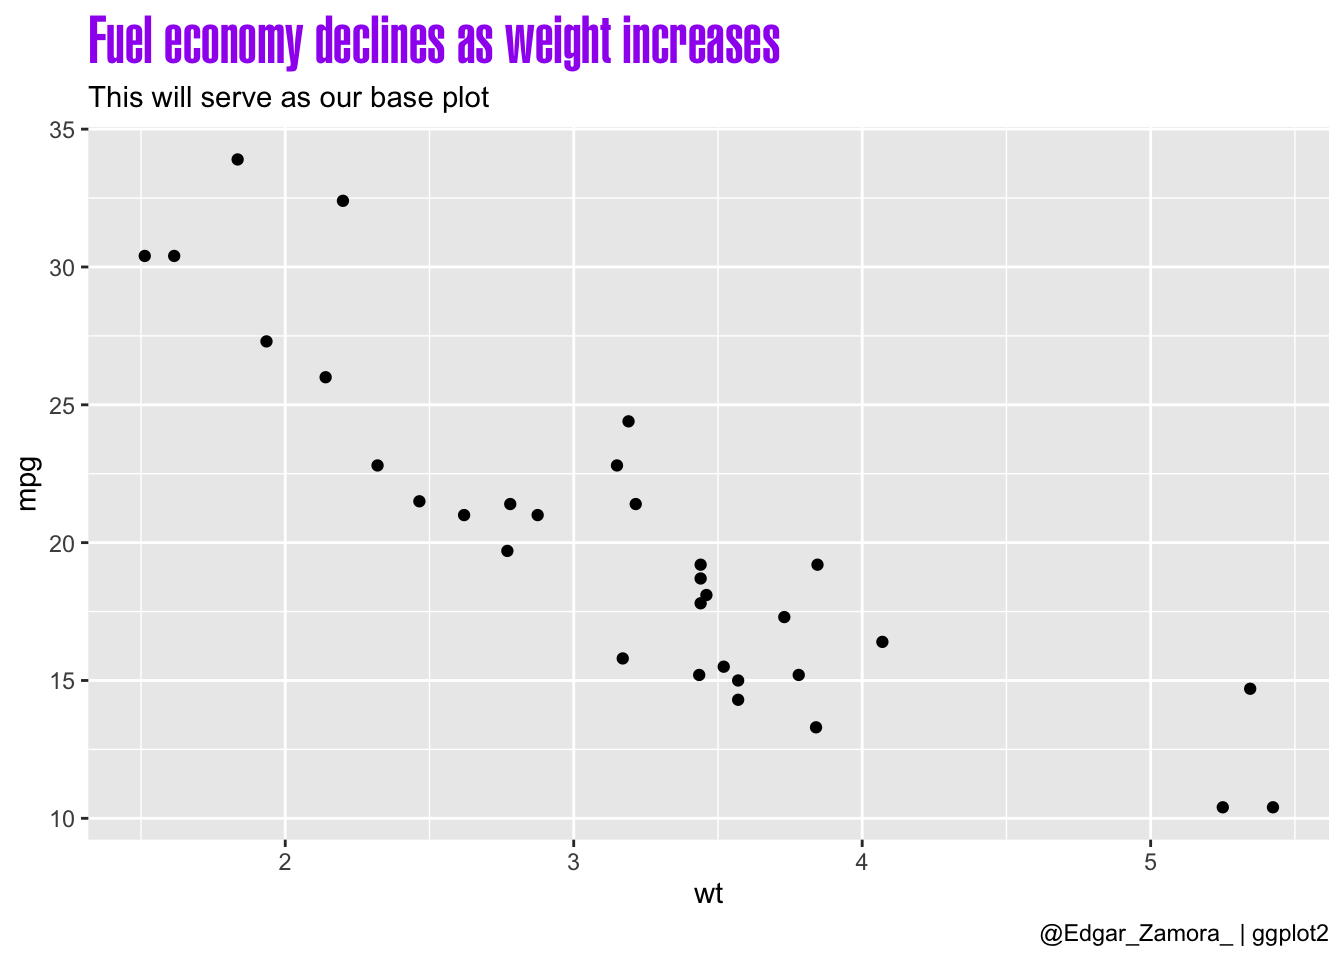 Fuel economy declines as weight increases
This will serve as our base plot
35
30
25
20
15
10
mpg
2 3 4 5
wt
@Edgar_Zamora_ | ggplot2